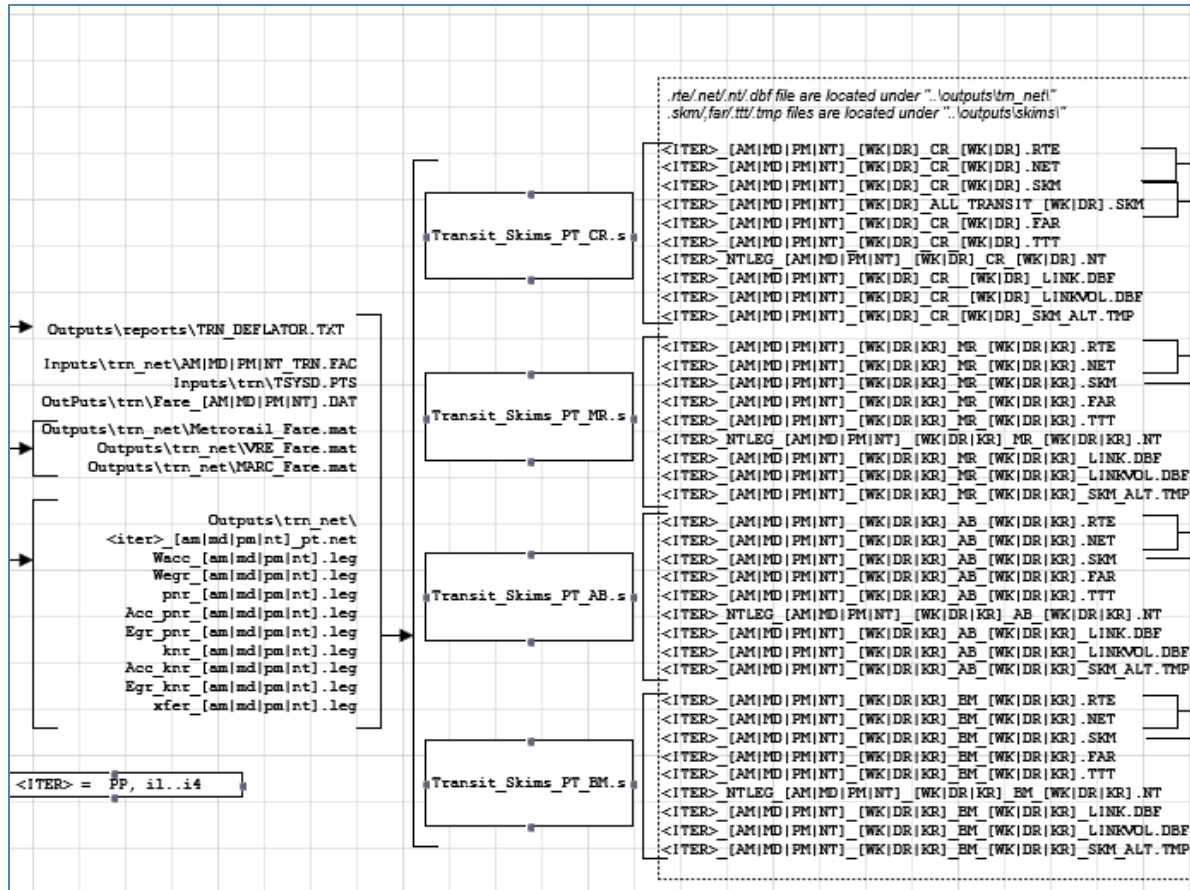 .rte/.net/.nt/.dbf file are located under "..\outputs\trn_net\"
.skm/,far/.ttt/.tmp files are located under "..\outputs\skims\"
Outputs\reports\TRN_DEFLATOR.TXT
Inputs\trn_net\AM|MD|PM|NT_TRN.FAC
Inputs\trn\TSYSD.PTS
OutPuts\trn\Fare_[AM|MD|PM|NT].DAT
Outputs\trn_net\Metrorail_Fare.mat
Outputs\trn_net\VRE_Fare.mat
Outputs\trn_net\MARC_Fare.mat
Outputs\trn_net\
<iter>_[am|md|pm|nt]_pt.net
Wacc_[am|md|pm|nt].leg
Wegr_[am|md|pm|nt].leg
pnr_[am|md|pm|nt].leg
Acc_pnr_[am|md|pm|nt].leg
Egr_pnr_[am|md|pm|nt].leg
knr_[am|md|pm|nt].leg
Acc_knr_[am|md|pm|nt].leg
Egr_knr_[am|md|pm|nt].leg
xfer_[am|md|pm|nt].leg
<ITER> = PP, i1..i4
Transit_Skims_PT_CR.s
<ITER>_[AM|MD|PM|NT]_[WK|DR]_CR_[WK|DR].RTE
<ITER>_[AM|MD|PM|NT]_[WK|DR]_CR_[WK|DR].NET
<ITER>_[AM|MD|PM|NT]_[WK|DR]_CR_[WK|DR].SKM
<ITER>_[AM|MD|PM|NT]_[WK|DR]_ALL_TRANSIT_[WK|DR].SKM
<ITER>_[AM|MD|PM|NT]_[WK|DR]_CR_[WK|DR].FAR
<ITER>_[AM|MD|PM|NT]_[WK|DR]_CR_[WK|DR].TTT
<ITER>_NTLEG_[AM|MD|PM|NT]_[WK|DR]_CR_[WK|DR].NT
<ITER>_[AM|MD|PM|NT]_[WK|DR]_CR__[WK|DR]_LINK.DBF
<ITER>_[AM|MD|PM|NT]_[WK|DR]_CR__[WK|DR]_LINKVOL.DBF
<ITER>_[AM|MD|PM|NT]_[WK|DR]_CR_[WK|DR]_SKM_ALT.TMP
Transit_Skims_PT_MR.s
<ITER>_[AM|MD|PM|NT]_[WK|DR|KR]_MR_[WK|DR|KR].RTE
<ITER>_[AM|MD|PM|NT]_[WK|DR|KR]_MR_[WK|DR|KR].NET
<ITER>_[AM|MD|PM|NT]_[WK|DR|KR]_MR_[WK|DR|KR].SKM
<ITER>_[AM|MD|PM|NT]_[WK|DR|KR]_MR_[WK|DR|KR].FAR
<ITER>_[AM|MD|PM|NT]_[WK|DR|KR]_MR_[WK|DR|KR].TTT
<ITER>_NTLEG_[AM|MD|PM|NT]_[WK|DR|KR]_MR_[WK|DR|KR].NT
<ITER>_[AM|MD|PM|NT]_[WK|DR|KR]_MR_[WK|DR|KR]_LINK.DBF
<ITER>_[AM|MD|PM|NT]_[WK|DR|KR]_MR_[WK|DR|KR]_LINKVOL.DBF
<ITER>_[AM|MD|PM|NT]_[WK|DR|KR]_MR_[WK|DR|KR]_SKM_ALT.TMP
Transit_Skims_PT_AB.s
<ITER>_[AM|MD|PM|NT]_[WK|DR|KR]_AB_[WK|DR|KR].RTE
<ITER>_[AM|MD|PM|NT]_[WK|DR|KR]_AB_[WK|DR|KR].NET
<ITER>_[AM|MD|PM|NT]_[WK|DR|KR]_AB_[WK|DR|KR].SKM
<ITER>_[AM|MD|PM|NT]_[WK|DR|KR]_AB_[WK|DR|KR].FAR
<ITER>_[AM|MD|PM|NT]_[WK|DR|KR]_AB_[WK|DR|KR].TTT
<ITER>_NTLEG_[AM|MD|PM|NT]_[WK|DR|KR]_AB_[WK|DR|KR].NT
<ITER>_[AM|MD|PM|NT]_[WK|DR|KR]_AB_[WK|DR|KR]_LINK.DBF
<ITER>_[AM|MD|PM|NT]_[WK|DR|KR]_AB_[WK|DR|KR]_LINKVOL.DBF
<ITER>_[AM|MD|PM|NT]_[WK|DR|KR]_AB_[WK|DR|KR]_SKM_ALT.TMP
Transit_Skims_PT_BM.s
<ITER>_[AM|MD|PM|NT]_[WK|DR|KR]_BM_[WK|DR|KR].RTE
<ITER>_[AM|MD|PM|NT]_[WK|DR|KR]_BM_[WK|DR|KR].NET
<ITER>_[AM|MD|PM|NT]_[WK|DR|KR]_BM_[WK|DR|KR].SKM
<ITER>_[AM|MD|PM|NT]_[WK|DR|KR]_BM_[WK|DR|KR].FAR
<ITER>_[AM|MD|PM|NT]_[WK|DR|KR]_BM_[WK|DR|KR].TTT
<ITER>_NTLEG_[AM|MD|PM|NT]_[WK|DR|KR]_BM_[WK|DR|KR].NT
<ITER>_[AM|MD|PM|NT]_[WK|DR|KR]_BM_[WK|DR|KR]_LINK.DBF
<ITER>_[AM|MD|PM|NT]_[WK|DR|KR]_BM_[WK|DR|KR]_LINKVOL.DBF
<ITER>_[AM|MD|PM|NT]_[WK|DR|KR]_BM_[WK|DR|KR]_SKM_ALT.TMP